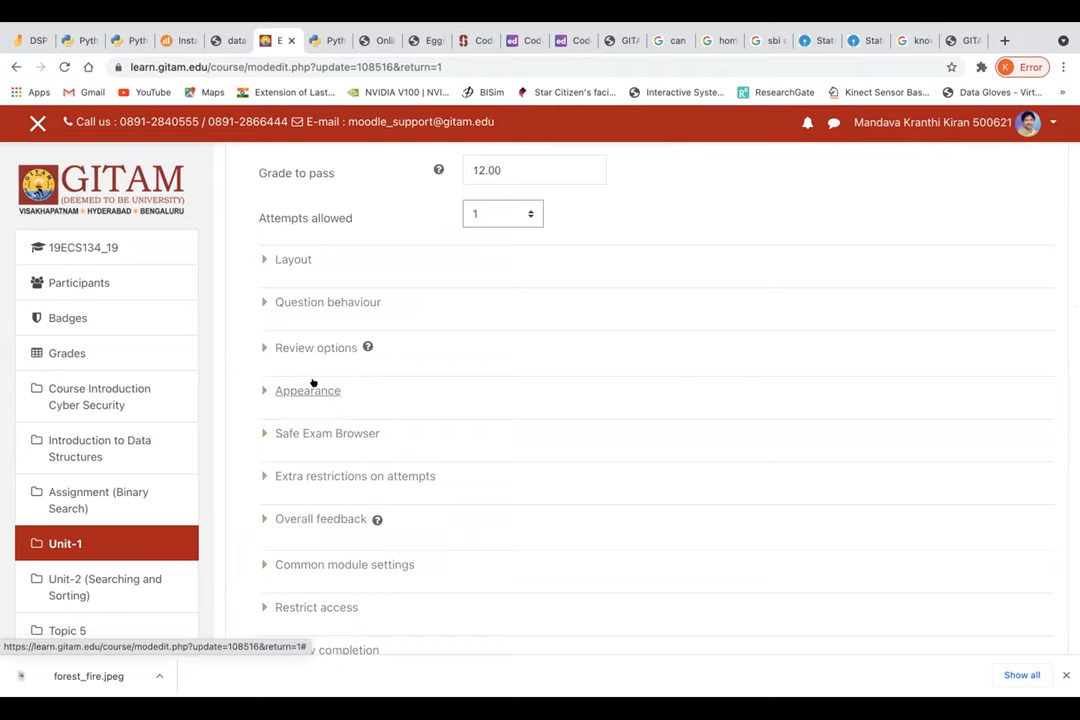 DSP
Pyth
Pyth
Insta
data
E
Pyth
Onli
Egg
Cod
Cod
Cod
GIT
can
horr
sbi
Stat
Stat
kno
GIT
learn.gitam.edu/course/modedit.php?update=108516&return=1
K Error
Apps Gmail YouTube Maps Extension of Last... NVIDIA V100 | NVI... BISim Star Citizen's faci... Interactive Syste... ResearchGate Kinect Sensor Bas... Data Gloves - Virt... »
Call us : 0891-2840555 / 0891-2866444 E-mail : moodle_support@gitam.edu
Mandava Kranthi Kiran 500621
GITAM
(DEEMED TO BE UNIVERSITY)
VISAKHAPATNAM * HYDERABAD * BENGALURU
19ECS134_19
Participants
Badges
Grades
Course Introduction
Cyber Security
Introduction to Data
Structures
Assignment (Binary
Search)
Unit-1
Unit-2 (Searching and
Sorting)
Topic 5
Grade to pass
12.00
Attempts allowed
1
Layout
Question behaviour
Review options
Appearance
Safe Exam Browser
Extra restrictions on attempts
Overall feedback
Common module settings
Restrict access
completion
https://learn.gitam.edu/course/modedit.php?update=108516&return=1#
forest_fire.jpeg
Show all